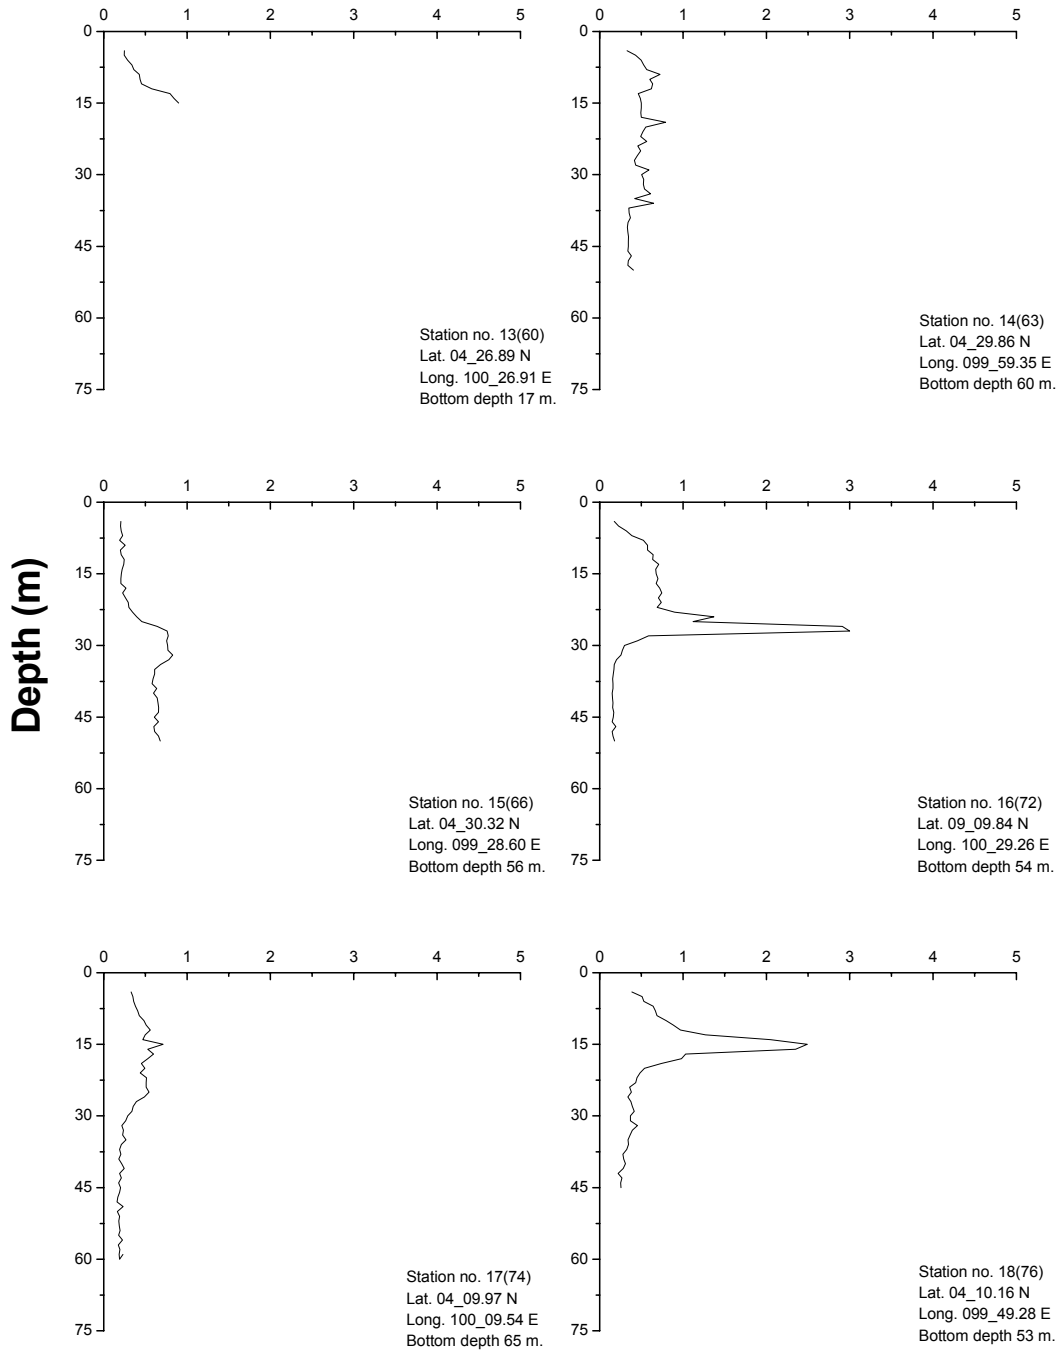 0 1 2 3 4 5
0
15
30
45
60
75
Station no. 13(60)
Lat. 04_26.89 N
Long. 100_26.91 E
Bottom depth 17 m.
0 1 2 3 4 5
0
15
30
45
60
75
Station no. 14(63)
Lat. 04_29.86 N
Long. 099_59.35 E
Bottom depth 60 m.
Depth (m)
0 1 2 3 4 5
0
15
30
45
60
75
Station no. 15(66)
Lat. 04_30.32 N
Long. 099_28.60 E
Bottom depth 56 m.
0 1 2 3 4 5
0
15
30
45
60
75
Station no. 16(72)
Lat. 09_09.84 N
Long. 100_29.26 E
Bottom depth 54 m.
0 1 2 3 4 5
0
15
30
45
60
75
Station no. 17(74)
Lat. 04_09.97 N
Long. 100_09.54 E
Bottom depth 65 m.
0 1 2 3 4 5
0
15
30
45
60
75
Station no. 18(76)
Lat. 04_10.16 N
Long. 099_49.28 E
Bottom depth 53 m.